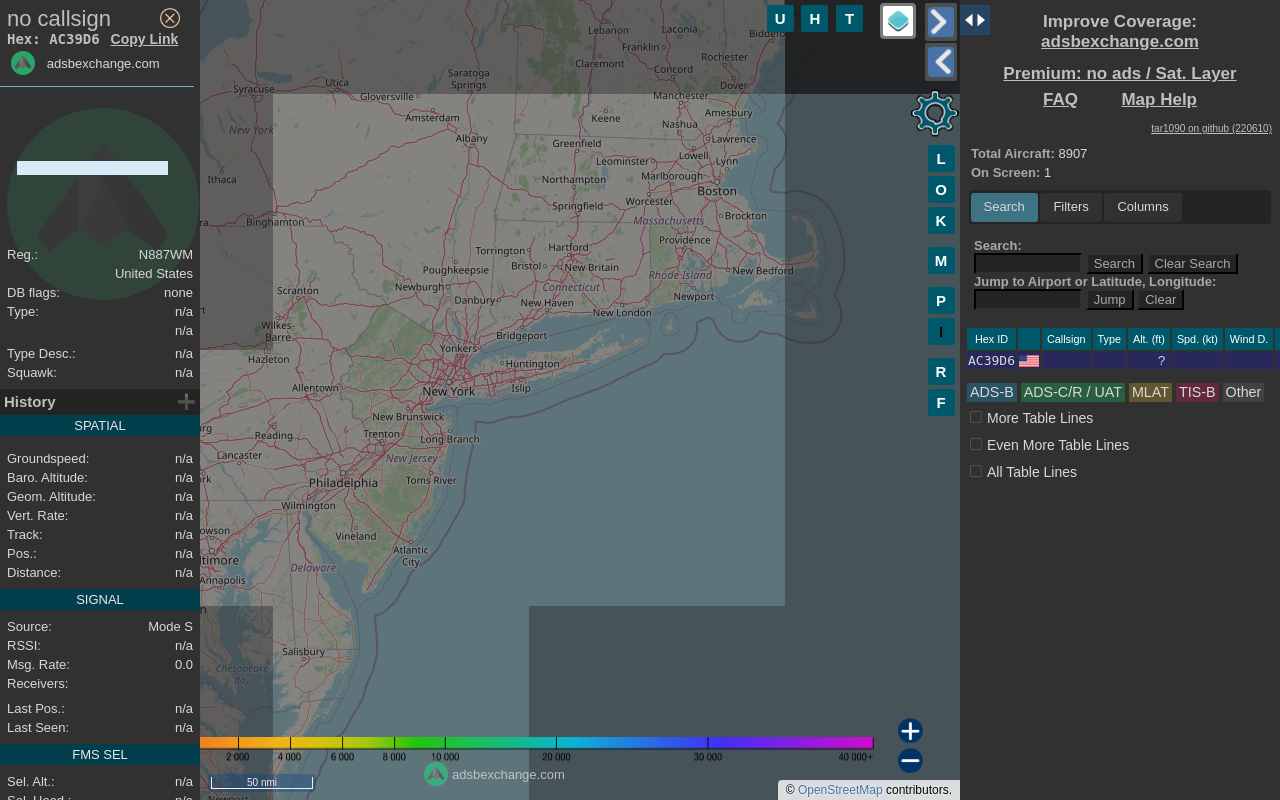 no callsign
Hex: AC39D6 Copy Link
adsbexchange.com
Reg.: N887WM
United States
DB flags: none
Type: n/a
n/a
Type Desc.: n/a
Squawk: n/a
History
SPATIAL
Groundspeed: n/a
Baro. Altitude: n/a
Geom. Altitude: n/a
Vert. Rate: n/a
Track: n/a
Pos.: n/a
Distance: n/a
SIGNAL
Source: Mode S
RSSI: n/a
Msg. Rate: 0.0
Receivers:
Last Pos.: n/a
Last Seen: n/a
FMS SEL
Sel. Alt.: n/a
U H T
L
O
K
M
P
I
R
F
Lebanon
Laconia
Franklin
Claremont
Rochester
Concord
Dover
Saratoga
Springs
Utica
Syracuse
Gloversville
Amsterdam
Manchester
Keene
Amesbury
Nashua
New York
Albany
Greenfield
Lawrence
Leominster
Lowell
Lynn
Ithaca
Northampton
Marlborough
Boston
Worcester
Springfield
Binghamton
Massachusetts
Brockton
Providence
Torrington
Hartford
Bristol
New Britain
Poughkeepsie
Rhode Island
New Bedford
Connecticut
Newburgh
Scranton
Danbury
New Haven
New London
Newport
Wilkes-
Barre
Bridgeport
Yonkers
Hazleton
Huntington
Allentown
New York
Islip
New Brunswick
Reading
Trenton
Long Branch
Lancaster
New Jersey
Philadelphia
Toms River
Wilmington
Vineland
Atlantic
City
Delaware
Annapolis
Salisbury
Chesapeake
Bay
2 000 4 000 6 000 8 000 10 000 20 000 30 000 40 000+
50 nmi
adsbexchange.com
© OpenStreetMap contributors.
Improve Coverage:
adsbexchange.com
Premium: no ads / Sat. Layer
FAQ Map Help
tar1090 on github (220610)
Total Aircraft: 8907
On Screen: 1
Search Filters Columns
Search:
Search Clear Search
Jump to Airport or Latitude, Longitude:
Jump Clear
Hex ID Callsign Type Alt. (ft) Spd. (kt) Wind D.
AC39D6 ?
ADS-B ADS-C/R / UAT MLAT TIS-B Other
More Table Lines
Even More Table Lines
All Table Lines